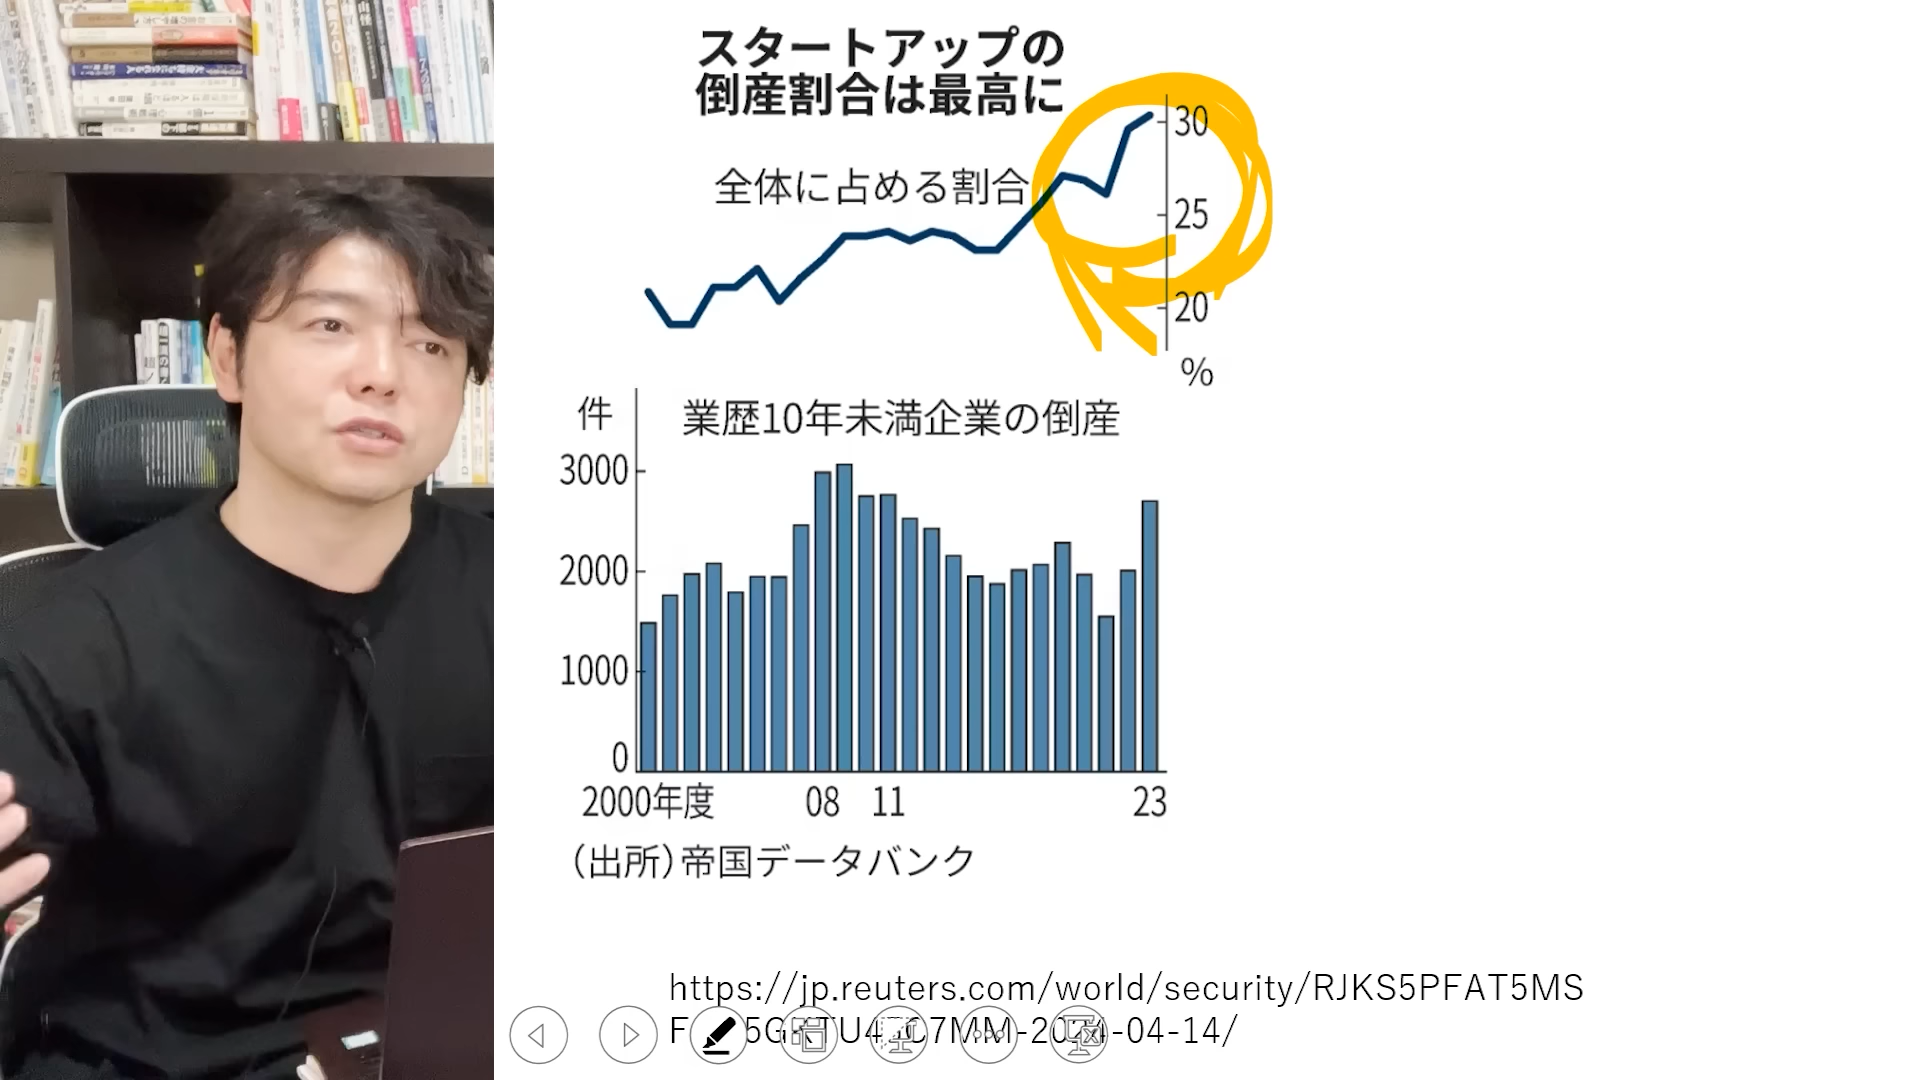 スタートアップの
倒産割合は最高に
全体に占める割合
30
25
20
%
件
業歴10年未満企業の倒産
3000
2000
1000
0
2000年度 08 11 23
(出所)帝国データバンク
https://jp.reuters.com/world/security/RJKS5PFAT5MS
-04-14/